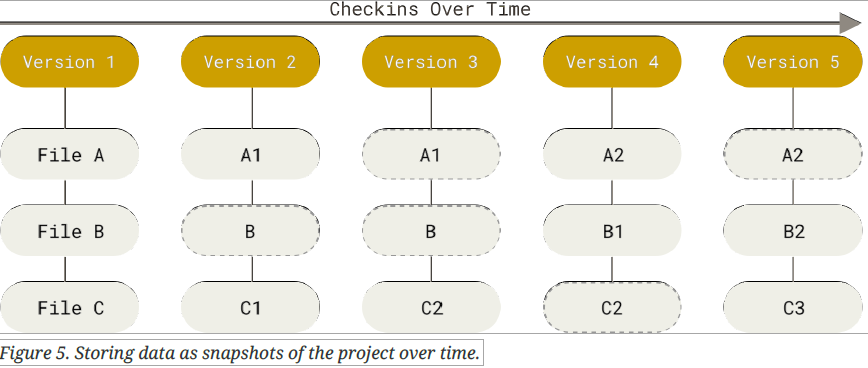 Checkins Over Time
Version 1 Version 2 Version 3 Version 4 Version 5
File A A1 A1 A2 A2
File B B B B1 B2
File C C1 C2 C2 C3
Figure 5. Storing data as snapshots of the project over time.